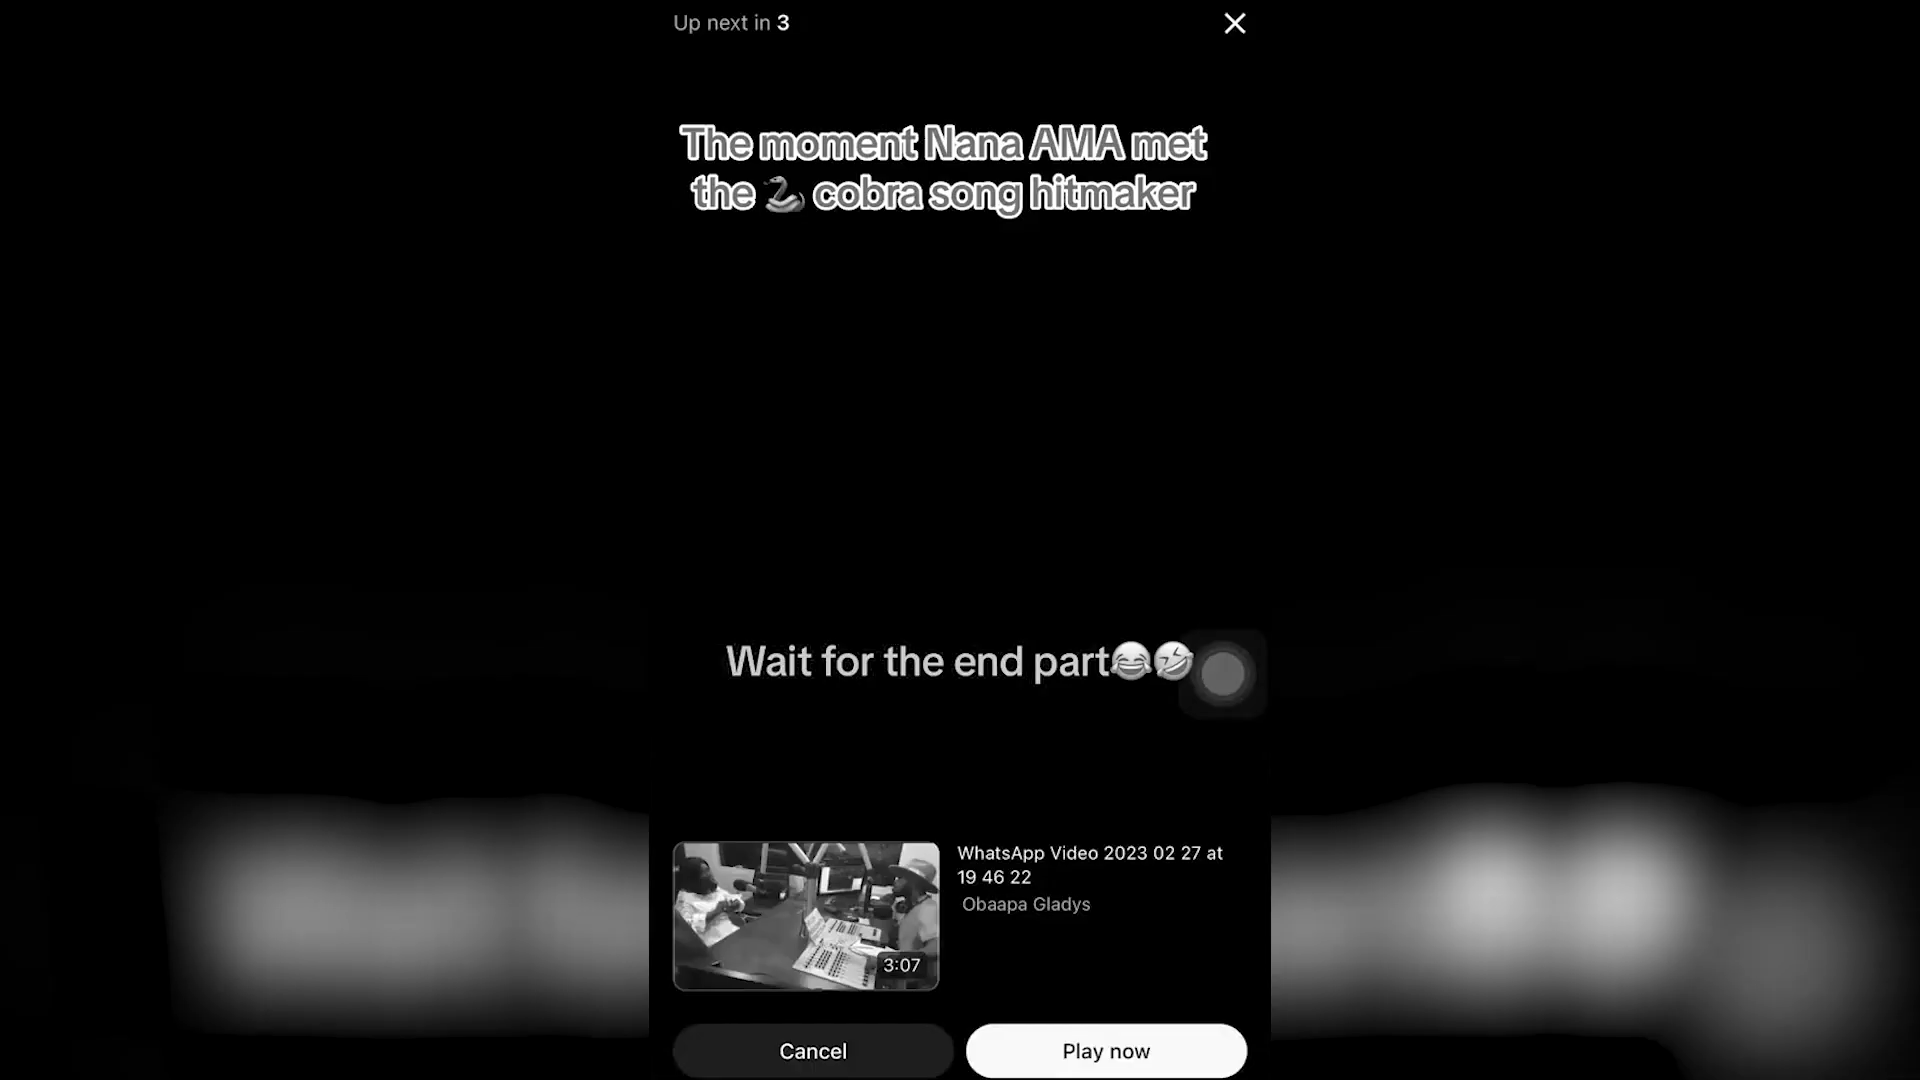 Up next in 3
The moment Nana AMA met
the 🐍 cobra song hitmaker
Wait for the end part😂🤣
WhatsApp Video 2023 02 27 at
19 46 22
Obaapa Gladys
3:07
Cancel
Play now